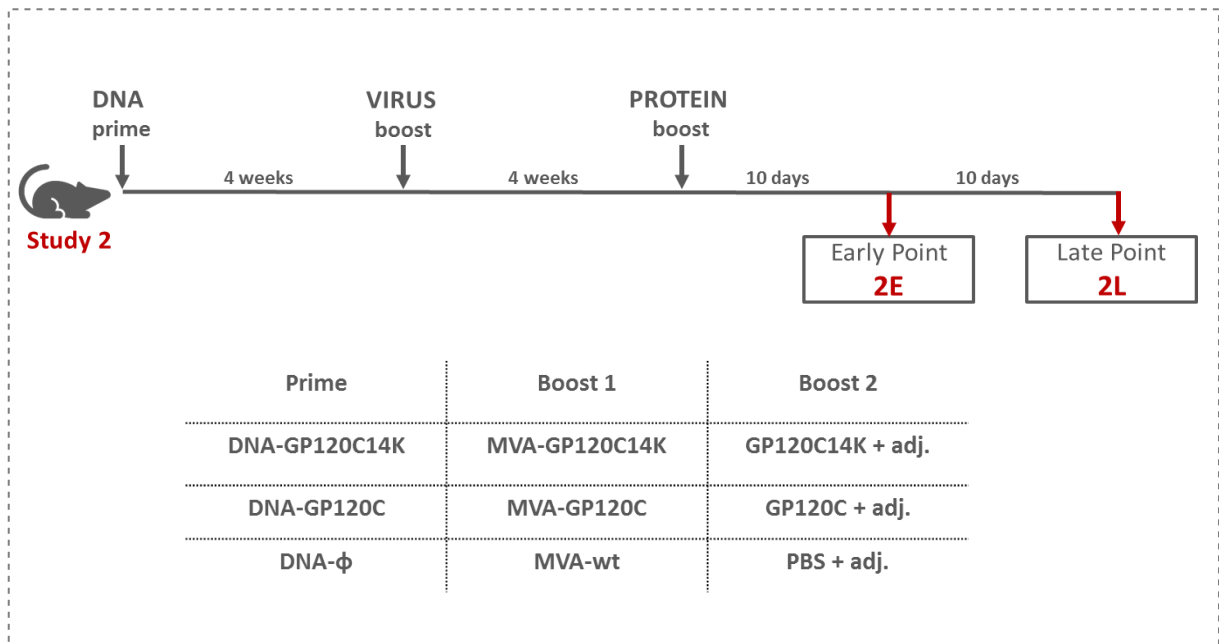 DNA
prime
VIRUS
boost
PROTEIN
boost
4 weeks
4 weeks
10 days
10 days
Study 2
Early Point
2E
Late Point
2L
Prime
Boost 1
Boost 2
DNA-GP120C14K
MVA-GP120C14K
GP120C14K + adj.
DNA-GP120C
MVA-GP120C
GP120C + adj.
DNA-ϕ
MVA-wt
PBS + adj.